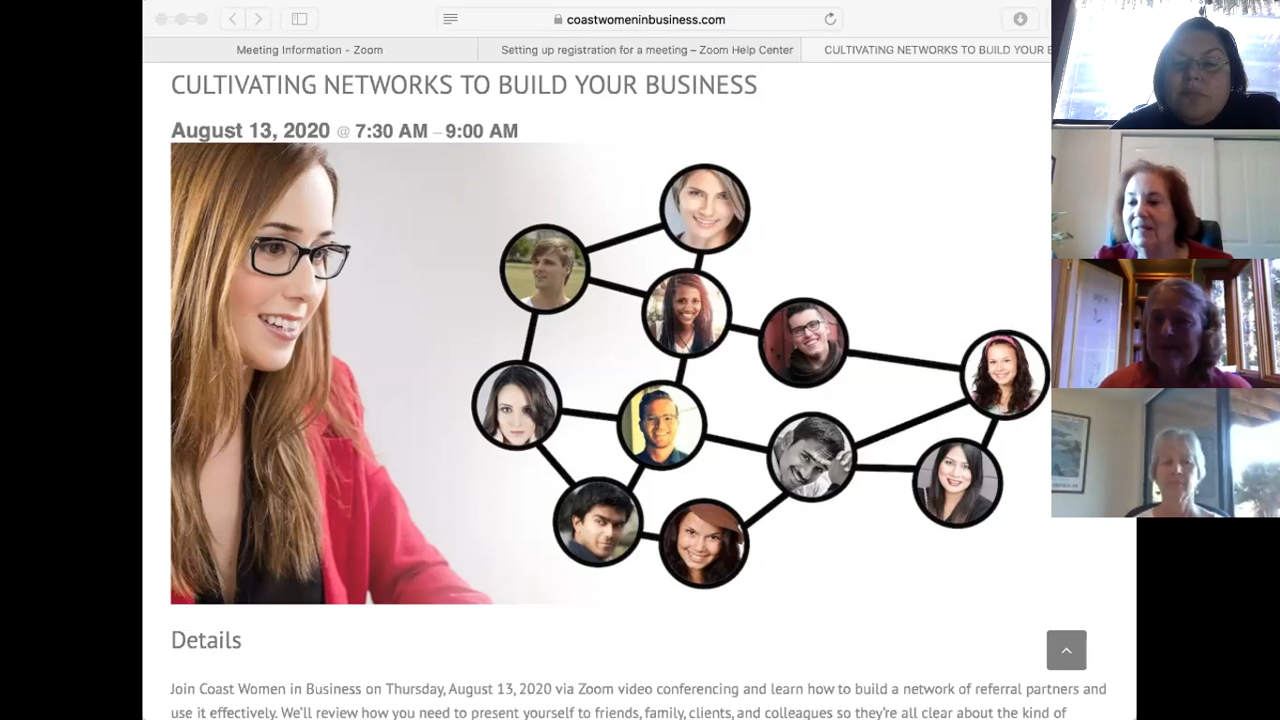 coastwomeninbusiness.com
Meeting Information - Zoom
Setting up registration for a meeting – Zoom Help Center
CULTIVATING NETWORKS TO BUILD YOUR B
CULTIVATING NETWORKS TO BUILD YOUR BUSINESS
August 13, 2020 @ 7:30 AM – 9:00 AM
Details
Join Coast Women in Business on Thursday, August 13, 2020 via Zoom video conferencing and learn how to build a network of referral partners and
use it effectively. We'll review how you need to present yourself to friends, family, clients, and colleagues so they're all clear about the kind of